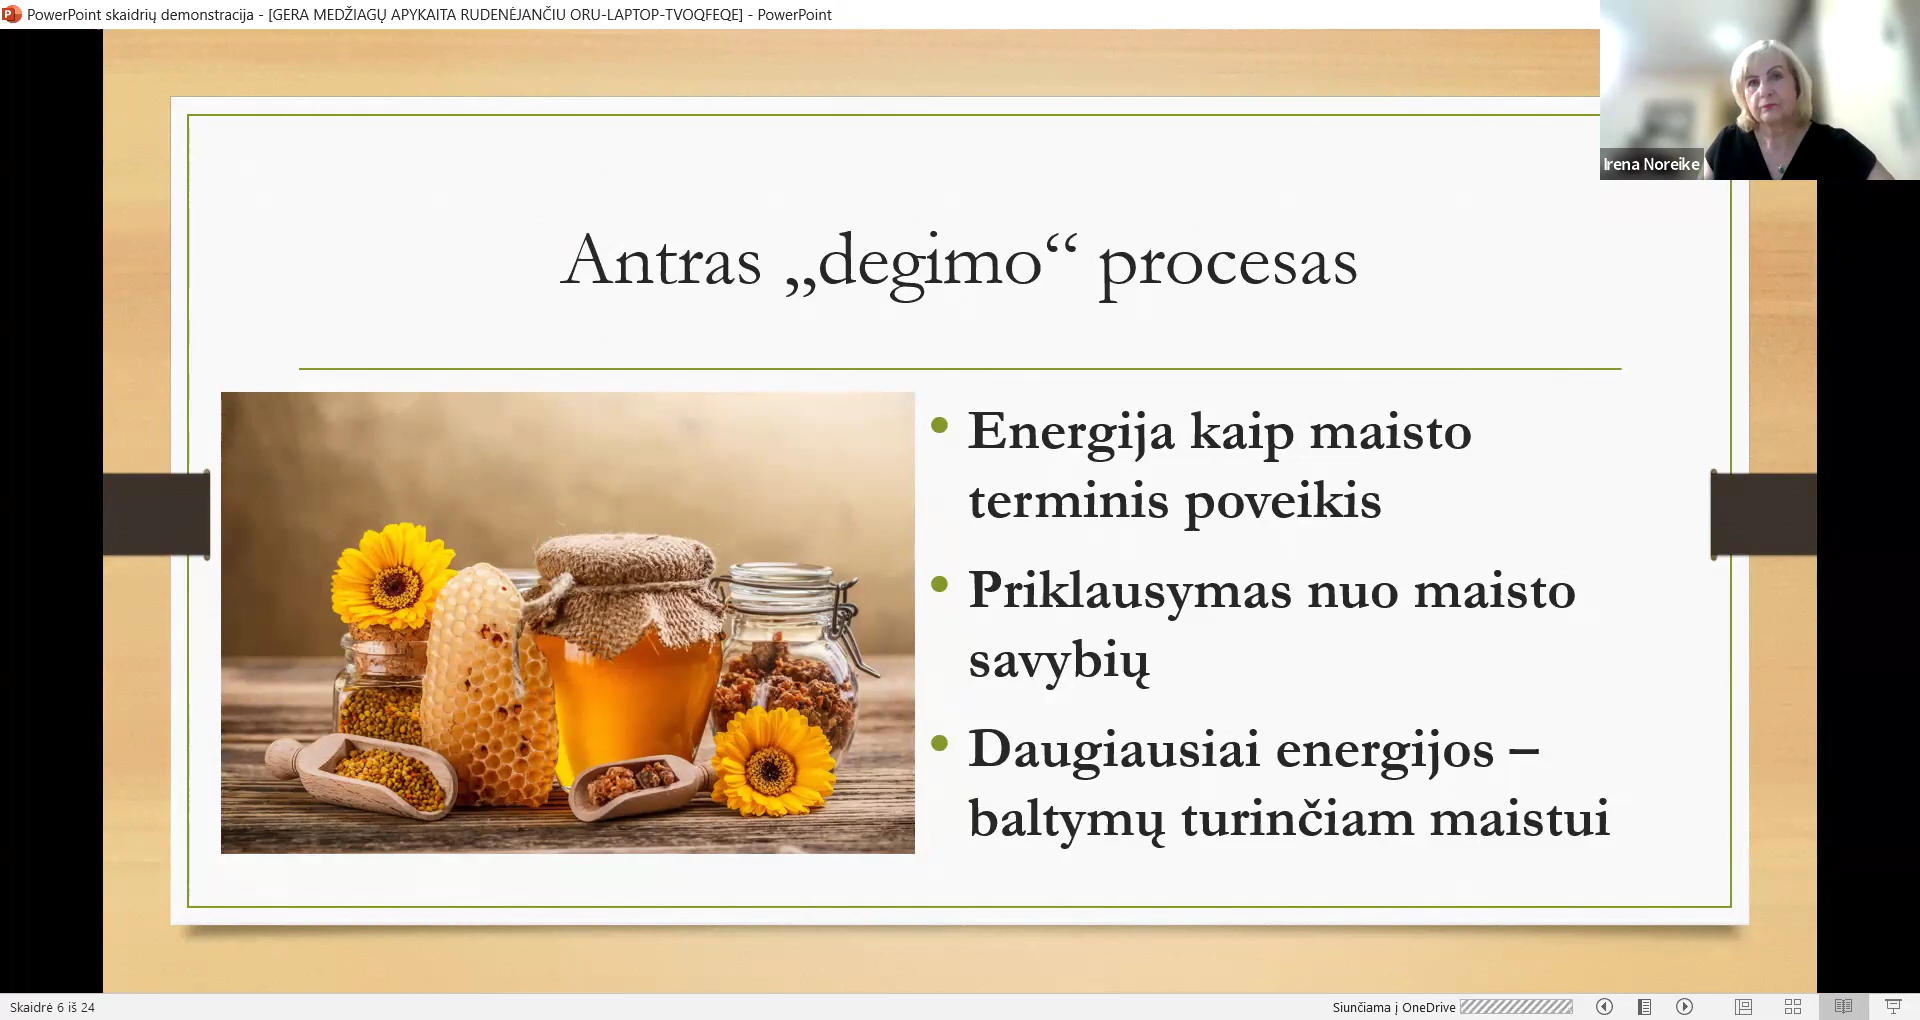 PowerPoint skaidrių demonstracija - [GERA MEDŽIAGŲ APYKAITA RUDENĖJANČIU ORU-LAPTOP-TVOQFEQE] - PowerPoint
Irena Noreike
Antras „degimo“ procesas
• Energija kaip maisto
terminis poveikis
• Priklausymas nuo maisto
savybių
• Daugiausiai energijos –
baltymų turinčiam maistui
Skaidrė 6 iš 24
Siunčiama į OneDrive